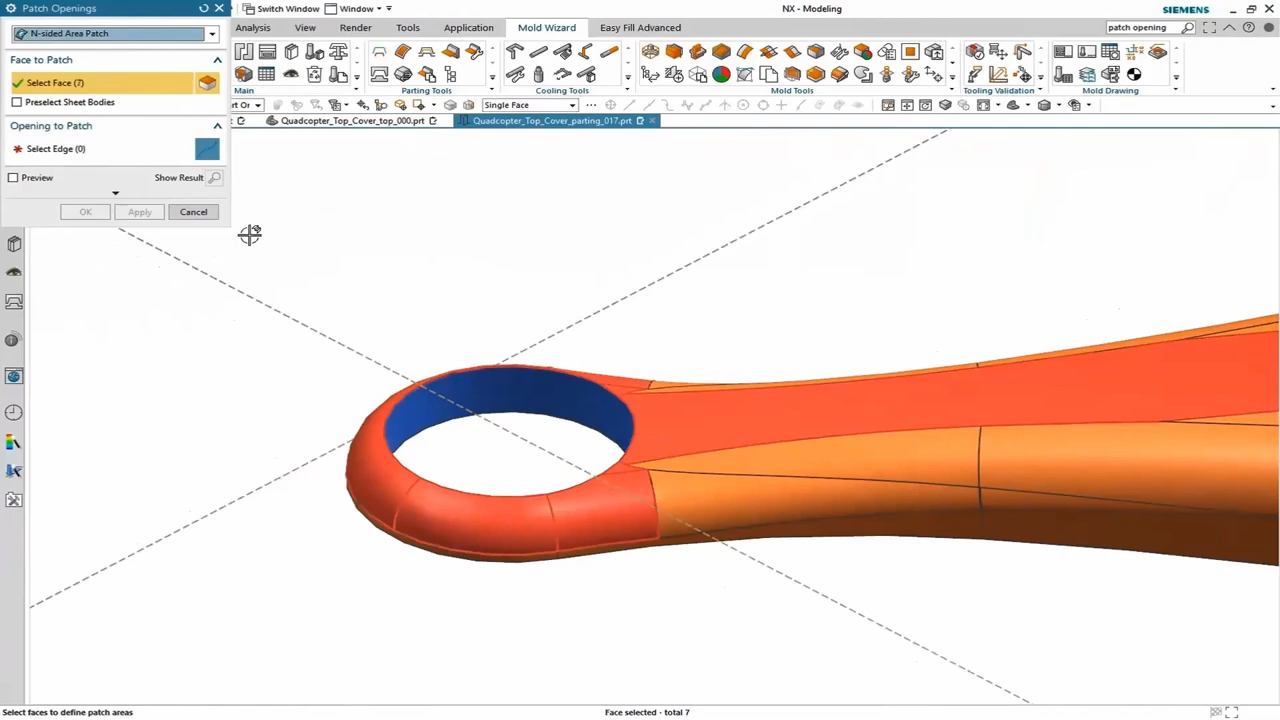 Patch Openings
Switch Window
Window
NX - Modeling
SIEMENS
N-sided Area Patch
Analysis
View
Render
Tools
Application
Mold Wizard
Easy Fill Advanced
patch opening
Face to Patch
Select Face (7)
Preselect Sheet Bodies
Main
Parting Tools
Cooling Tools
Mold Tools
Tooling Validation
Mold Drawing
Single Face
Quadcopter_Top_Cover_top_000.prt
Quadcopter_Top_Cover_parting_017.prt
Opening to Patch
* Select Edge (0)
Preview
Show Result
OK
Apply
Cancel
Select faces to define patch areas
Face selected - total 7